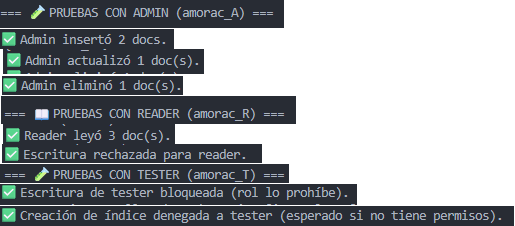 === 🧪 PRUEBAS CON ADMIN (amorac_A) ===
✅ Admin insertó 2 docs.
✅ Admin actualizó 1 doc(s).
✅ Admin eliminó 1 doc(s).
=== 📖 PRUEBAS CON READER (amorac_R) ===
✅ Reader leyó 3 doc(s).
✅ Escritura rechazada para reader.
=== 🧪 PRUEBAS CON TESTER (amorac_T) ===
✅ Escritura de tester bloqueada (rol lo prohíbe).
✅ Creación de índice denegada a tester (esperado si no tiene permisos).